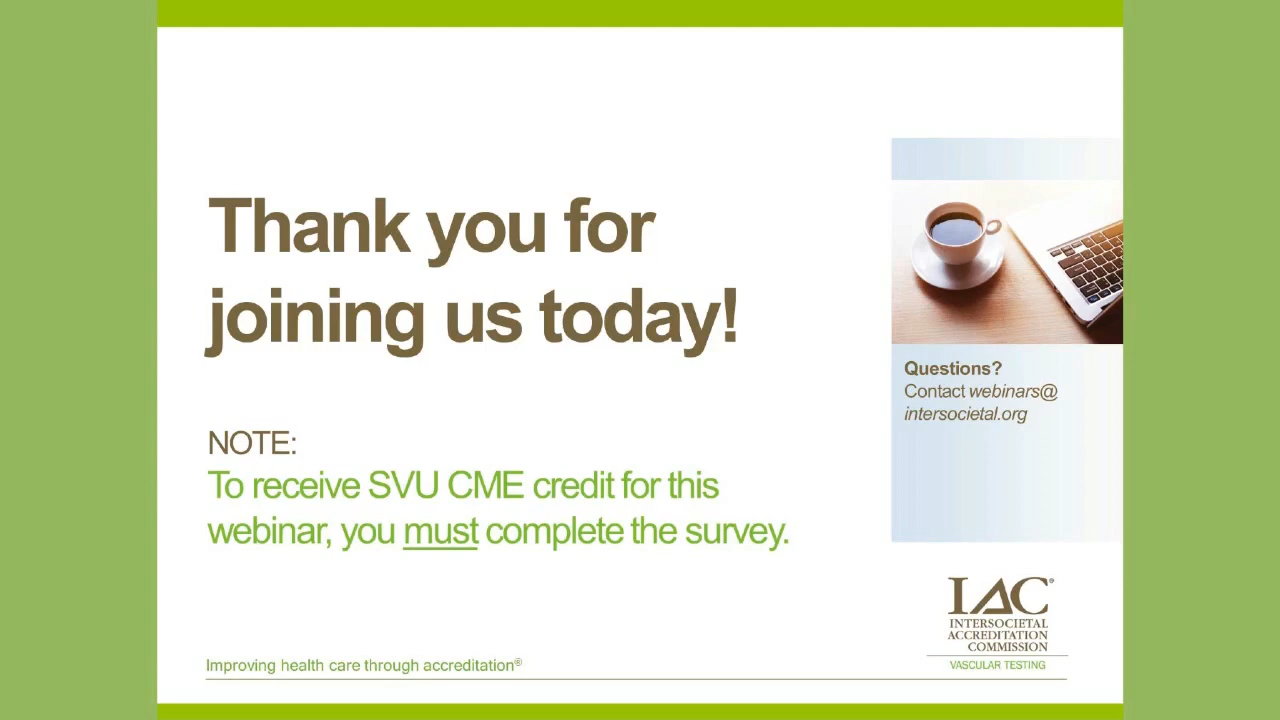 Thank you for
joining us today!
NOTE:
To receive SVU CME credit for this
webinar, you must complete the survey.
Questions?
Contact webinars@
intersocietal.org
IAC®
INTERSOCIETAL
ACCREDITATION
COMMISSION
VASCULAR TESTING
Improving health care through accreditation®